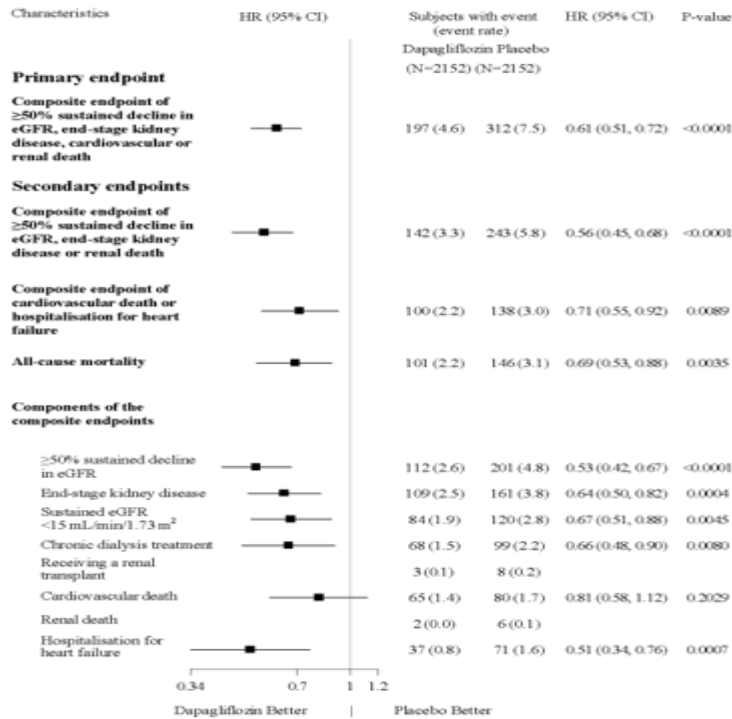 Characteristics HR (95% CI) Subjects with event HR (95% CI) P-value
(event rate)
Dapagliflozin Placebo
(N=2152) (N=2152)
Primary endpoint
Composite endpoint of
≥50% sustained decline in
eGFR, end-stage kidney
disease, cardiovascular or
renal death
197 (4.6) 312 (7.5) 0.61 (0.51, 0.72) <0.0001
Secondary endpoints
Composite endpoint of
≥50% sustained decline in
eGFR, end-stage kidney
disease or renal death
142 (3.3) 243 (5.8) 0.56 (0.45, 0.68) <0.0001
Composite endpoint of
cardiovascular death or
hospitalisation for heart
failure
100 (2.2) 138 (3.0) 0.71 (0.55, 0.92) 0.0089
All-cause mortality 101 (2.2) 146 (3.1) 0.69 (0.53, 0.88) 0.0035
Components of the
composite endpoints
≥50% sustained decline
in eGFR
112 (2.6) 201 (4.8) 0.53 (0.42, 0.67) <0.0001
End-stage kidney disease 109 (2.5) 161 (3.8) 0.64 (0.50, 0.82) 0.0004
Sustained eGFR
<15 mL/min/1.73 m²
84 (1.9) 120 (2.8) 0.67 (0.51, 0.88) 0.0045
Chronic dialysis treatment 68 (1.5) 99 (2.2) 0.66 (0.48, 0.90) 0.0080
Receiving a renal
transplant
3 (0.1) 8 (0.2)
Cardiovascular death 65 (1.4) 80 (1.7) 0.81 (0.58, 1.12) 0.2029
Renal death 2 (0.0) 6 (0.1)
Hospitalisation for
heart failure
37 (0.8) 71 (1.6) 0.51 (0.34, 0.76) 0.0007
0.34 0.7 1 1.2
Dapagliflozin Better | Placebo Better